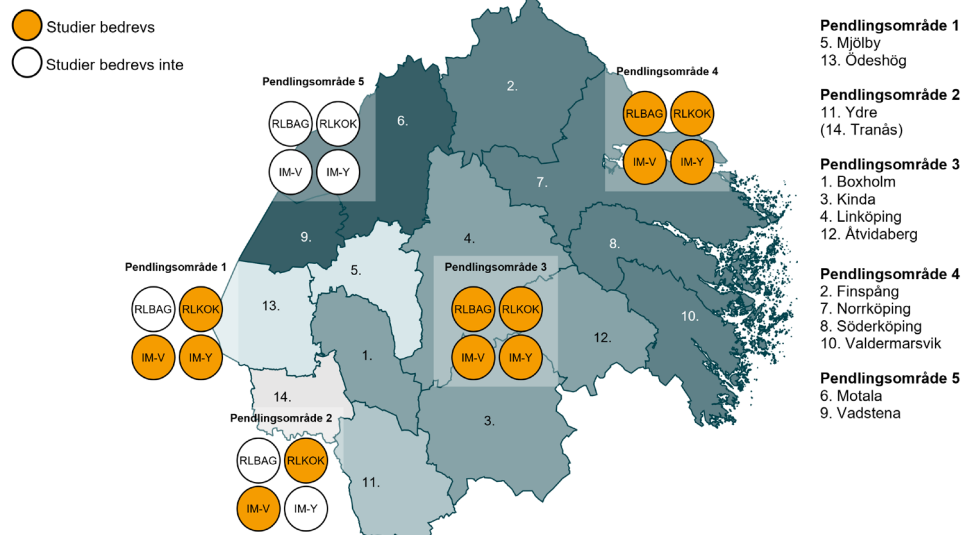 Studier bedrevs
Studier bedrevs inte
Pendlingsområde 5
RLBAG RLKOK
IM-V IM-Y
Pendlingsområde 4
RLBAG RLKOK
IM-V IM-Y
2.
6.
7.
9.
4.
8.
5.
Pendlingsområde 1
RLBAG RLKOK
IM-V IM-Y
13.
Pendlingsområde 3
RLBAG RLKOK
IM-V IM-Y
10.
12.
1.
14.
Pendlingsområde 2
RLBAG RLKOK
IM-V IM-Y
3.
11.
Pendlingsområde 1
5. Mjölby
13. Ödeshög
Pendlingsområde 2
11. Ydre
(14. Tranås)
Pendlingsområde 3
1. Boxholm
3. Kinda
4. Linköping
12. Åtvidaberg
Pendlingsområde 4
2. Finspång
7. Norrköping
8. Söderköping
10. Valdermarsvik
Pendlingsområde 5
6. Motala
9. Vadstena